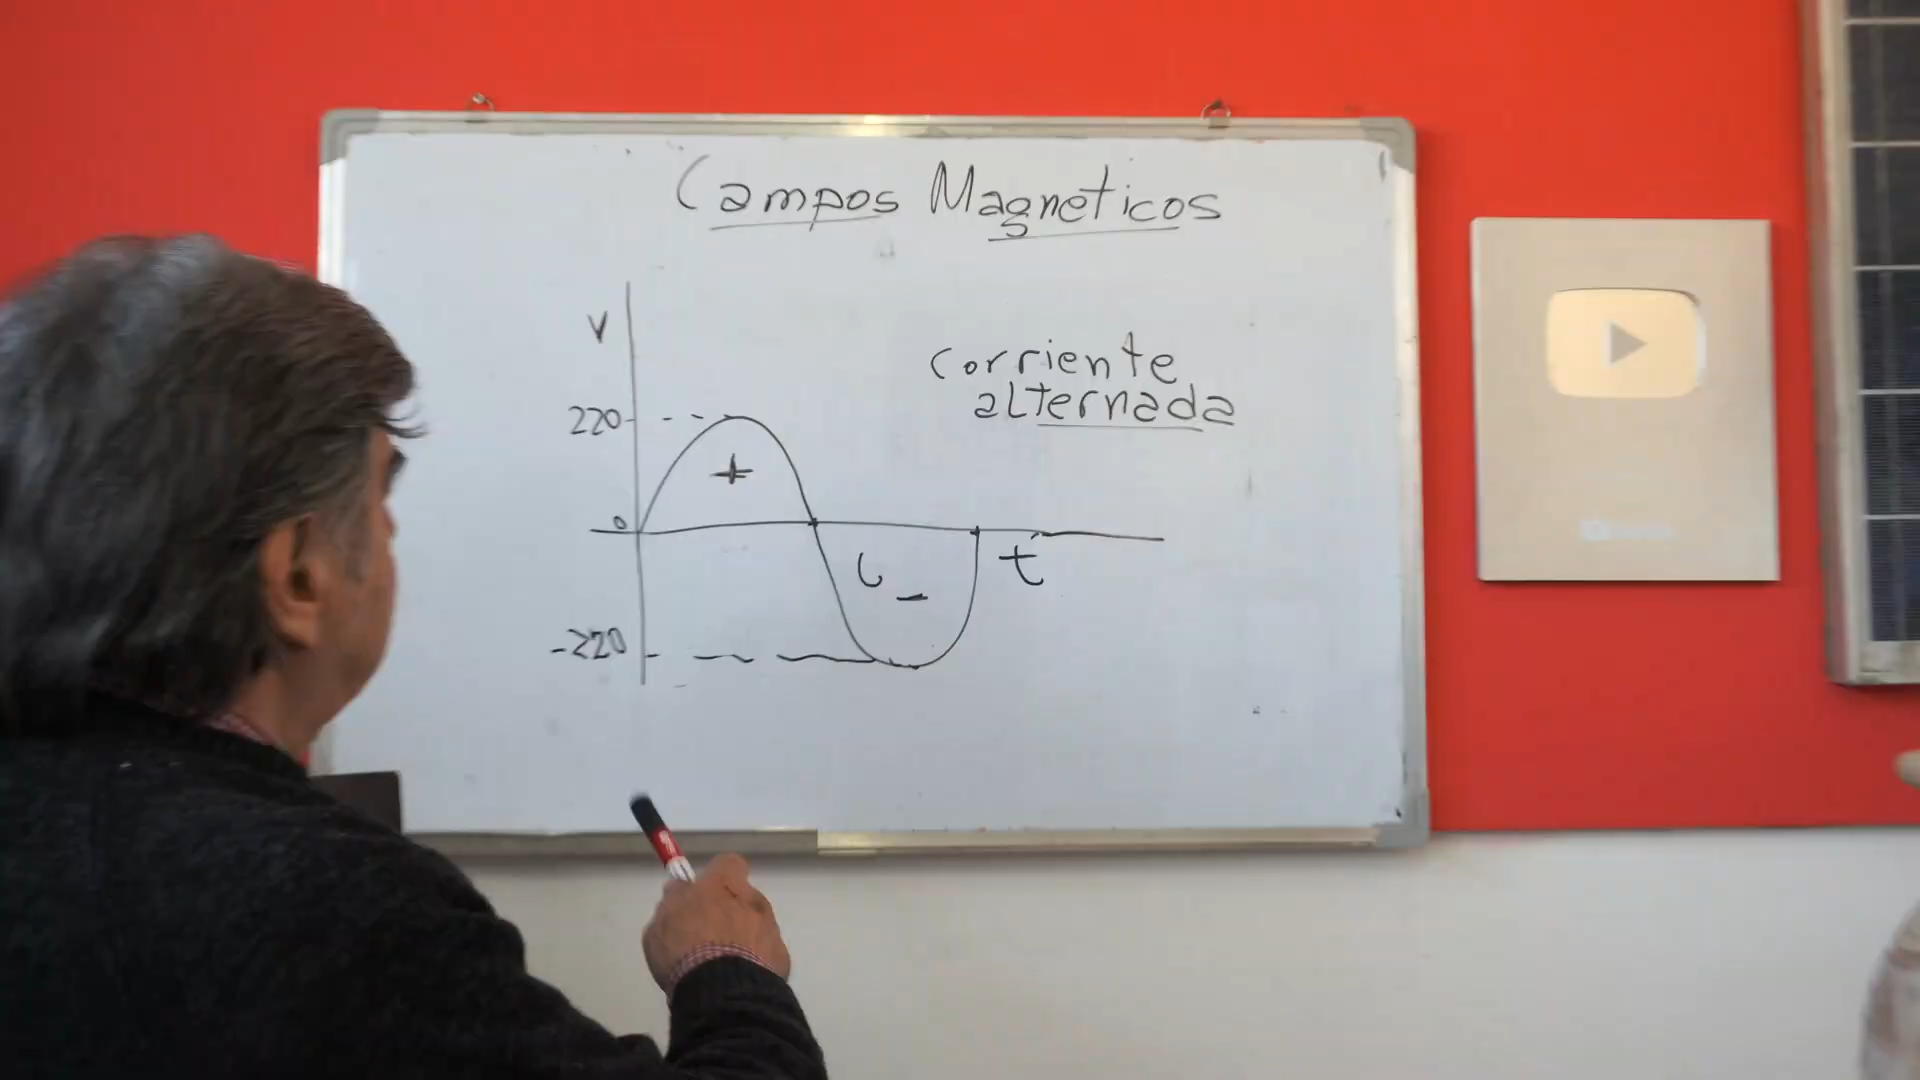 Campos Magneticos
V
corriente
alternada
220
+
0
t
-
-220